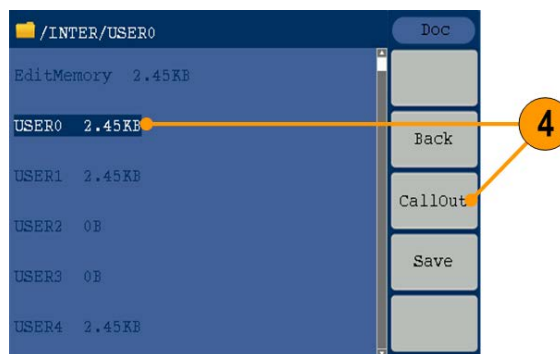 /INTER/USER0
Doc
EditMemory 2.45KB
USER0 2.45KB
4
Back
USER1 2.45KB
CallOut
USER2 0B
Save
USER3 0B
USER4 2.45KB